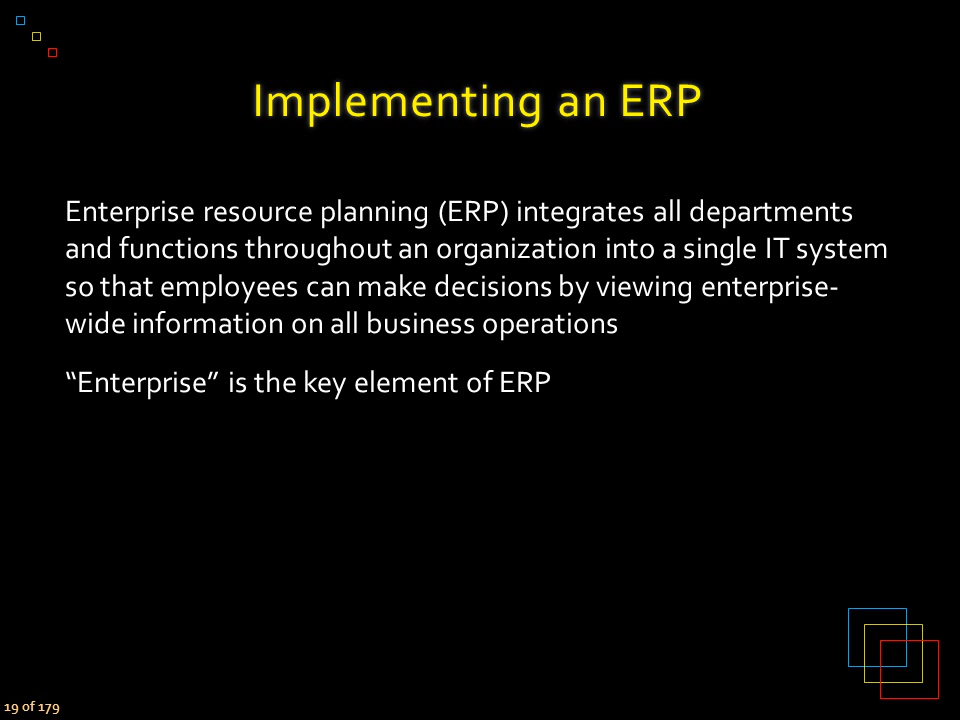 Implementing an ERP
Enterprise resource planning (ERP) integrates all departments
and functions throughout an organization into a single IT system
so that employees can make decisions by viewing enterprise-
wide information on all business operations
“Enterprise” is the key element of ERP
19 of 179